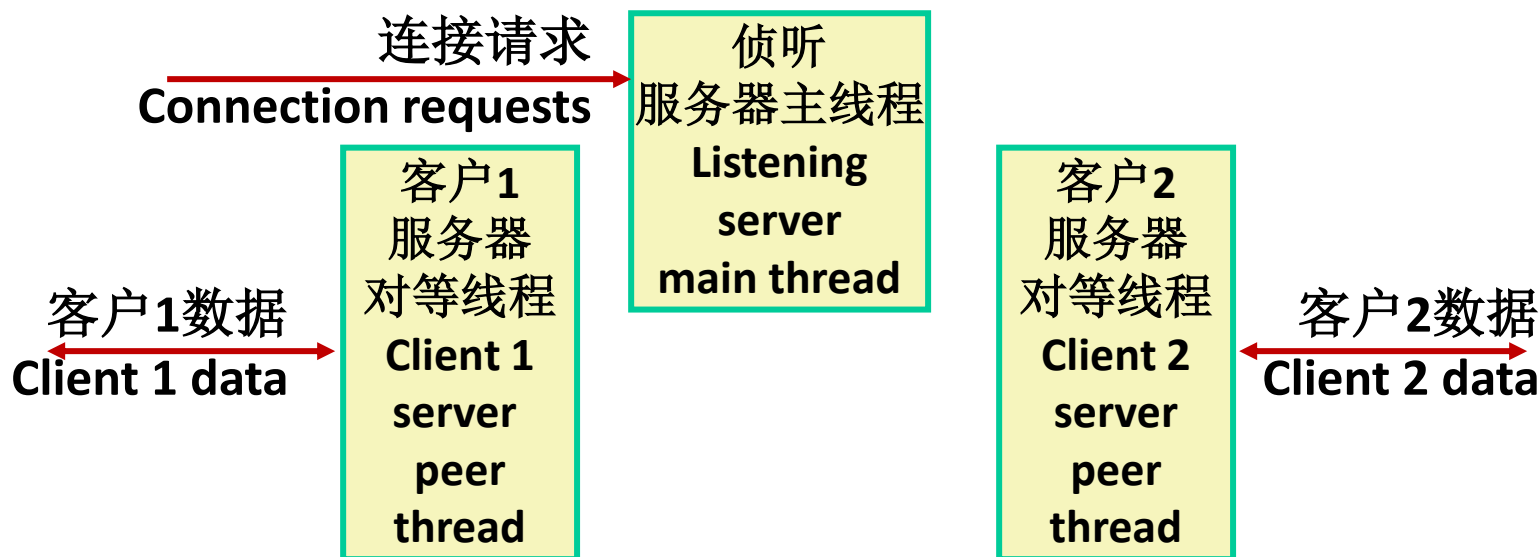 连接请求
Connection requests
侦听
服务器主线程
Listening
server
main thread
客户1数据
Client 1 data
客户1
服务器
对等线程
Client 1
server
peer
thread
客户2
服务器
对等线程
Client 2
server
peer
thread
客户2数据
Client 2 data